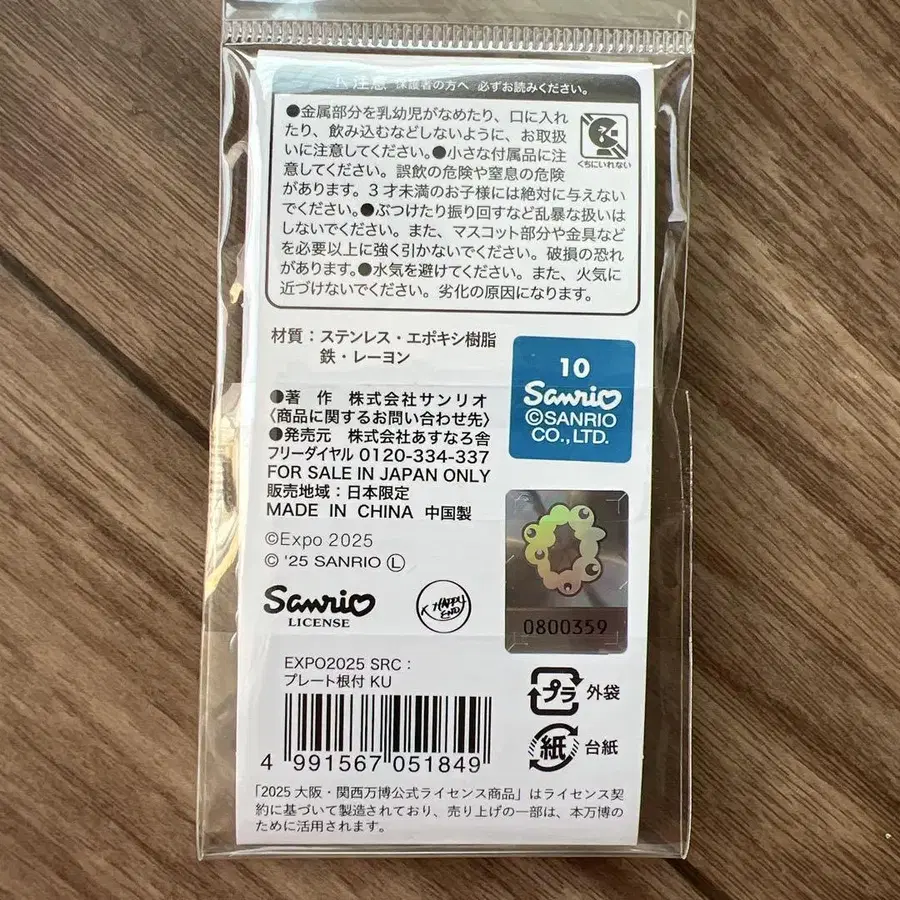 注意 保護者の方へ 必ずお読みください。
●金属部分を乳幼児がなめたり、口に入れ
たり、飲み込むなどしないように、お取扱
いに注意してください。●小さな付属品に注
意してください。誤飲の危険や窒息の危険
があります。3才未満のお子様には絶対に与えない
でください。●ぶつけたり振り回すなど乱暴な扱いは
しないでください。また、マスコット部分や金具など
を必要以上に強く引かないでください。破損の恐れ
があります。●水気を避けてください。また、火気に
近づけないでください。劣化の原因になります。
くちにいれない
材質：ステンレス・エポキシ樹脂
鉄・レーヨン
10
Sanrio
©SANRIO
CO.,LTD.
●著 作 株式会社サンリオ
〈商品に関するお問い合わせ先〉
●発売元 株式会社あすなろ舎
フリーダイヤル 0120-334-337
FOR SALE IN JAPAN ONLY
販売地域：日本限定
MADE IN CHINA 中国製
©Expo 2025
© '25 SANRIO Ⓛ
Sanrio
LICENSE
K HAPPY
END
0800359
EXPO2025 SRC：
プレート根付 KU
プラ 外袋
紙 台紙
4 991567 051849
「2025 大阪・関西万博公式ライセンス商品」はライセンス契
約に基づいて製造されており、売り上げの一部は、本万博の
ために活用されます。